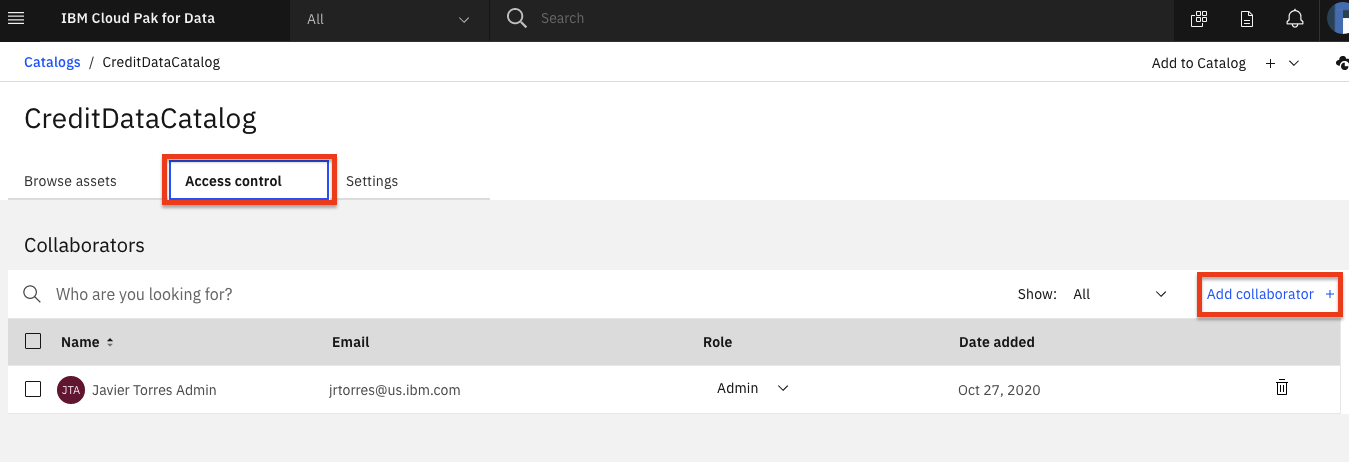 IBM Cloud Pak for Data All Search
Catalogs / CreditDataCatalog Add to Catalog +
CreditDataCatalog
Browse assets Access control Settings
Collaborators
Who are you looking for? Show: All Add collaborator +
Name Email Role Date added
JTA Javier Torres Admin jrtorres@us.ibm.com Admin Oct 27, 2020